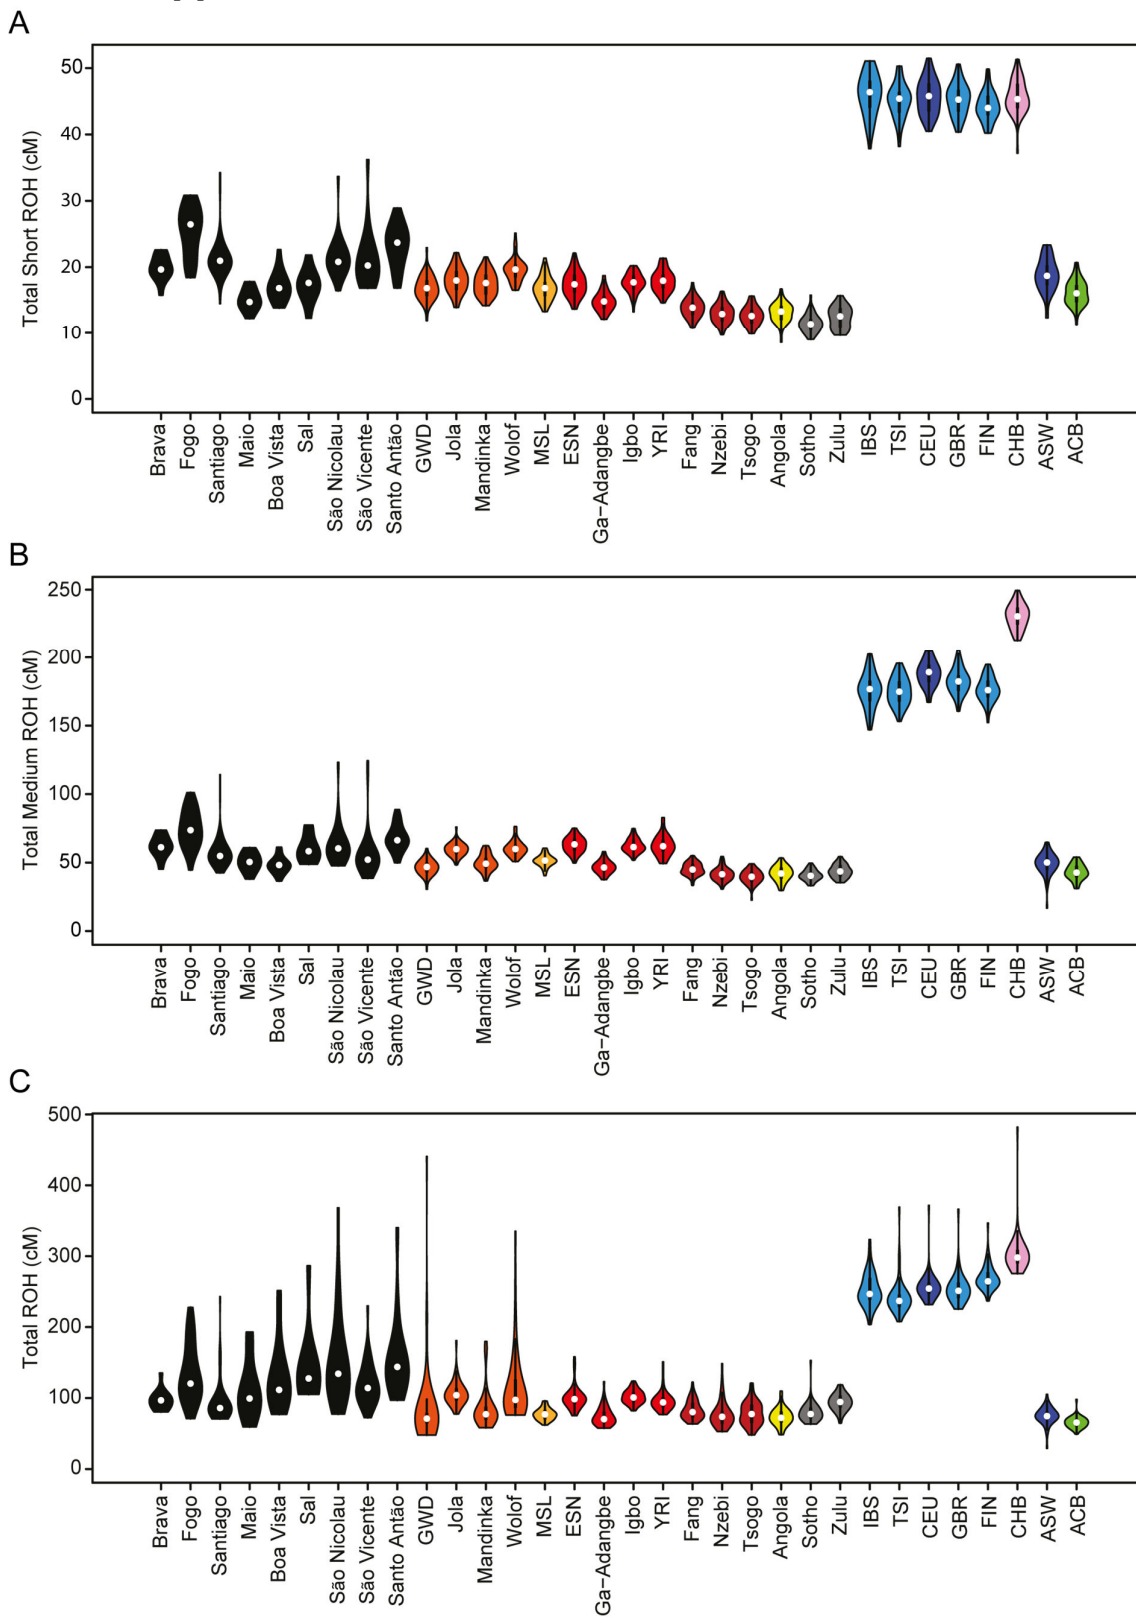 A
Total Short ROH (cM)
50
40
30
20
10
0
Brava
Fogo
Santiago
Maio
Boa Vista
Sal
São Nicolau
São Vicente
Santo Antão
GWD
Jola
Mandinka
Wolof
MSL
ESN
Ga-Adangbe
Igbo
YRI
Fang
Nzebi
Tsogo
Angola
Sotho
Zulu
IBS
TSI
CEU
GBR
FIN
CHB
ASW
ACB
B
Total Medium ROH (cM)
250
200
150
100
50
0
Brava
Fogo
Santiago
Maio
Boa Vista
Sal
São Nicolau
São Vicente
Santo Antão
GWD
Jola
Mandinka
Wolof
MSL
ESN
Ga-Adangbe
Igbo
YRI
Fang
Nzebi
Tsogo
Angola
Sotho
Zulu
IBS
TSI
CEU
GBR
FIN
CHB
ASW
ACB
C
Total ROH (cM)
500
400
300
200
100
0
Brava
Fogo
Santiago
Maio
Boa Vista
Sal
São Nicolau
São Vicente
Santo Antão
GWD
Jola
Mandinka
Wolof
MSL
ESN
Ga-Adangbe
Igbo
YRI
Fang
Nzebi
Tsogo
Angola
Sotho
Zulu
IBS
TSI
CEU
GBR
FIN
CHB
ASW
ACB